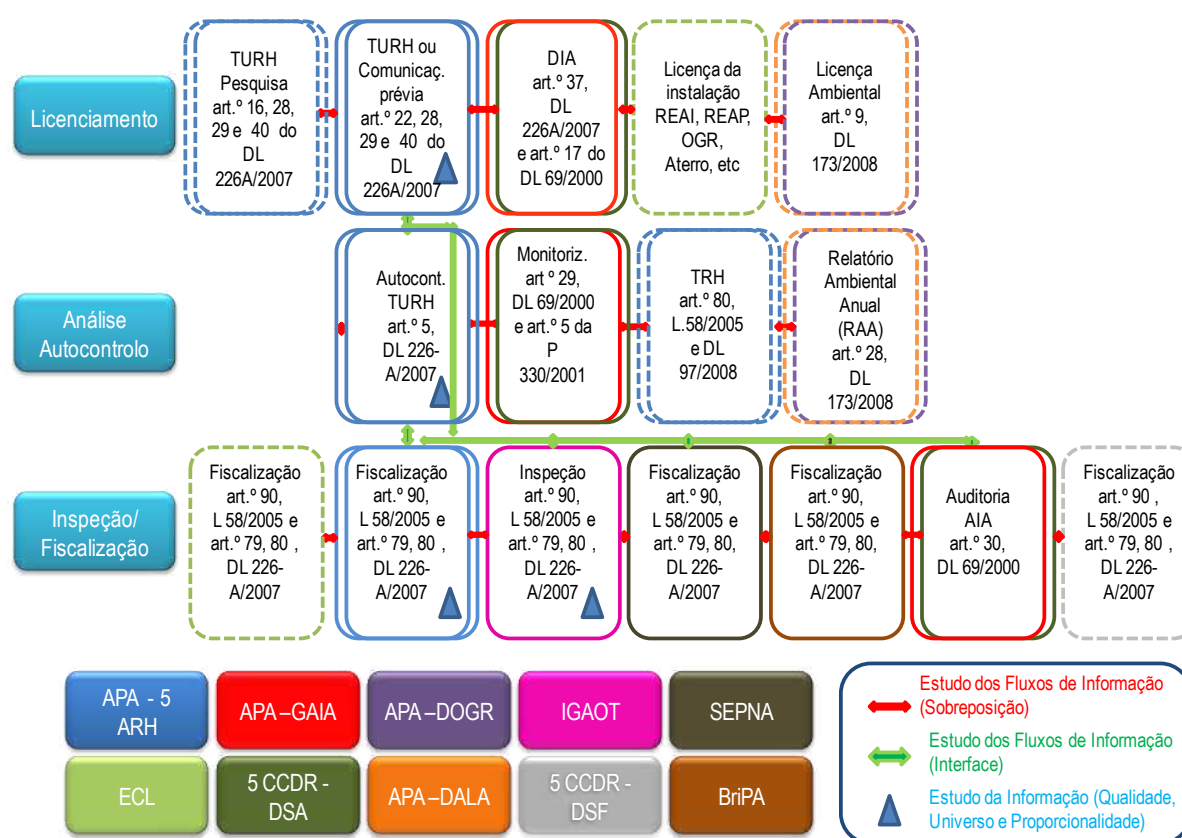 Licenciamento
TURH
Pesquisa
art.º 16, 28,
29 e 40 do
DL
226A/2007
TURH ou
Comunicaç.
prévia
art.º 22, 28,
29 e 40 do
DL
226A/2007
DIA
art.º 37,
DL
226A/2007
e art.º 17 do
DL 69/2000
Licença da
instalação
REAI, REAP,
OGR,
Aterro, etc
Licença
Ambiental
art.º 9,
DL
173/2008
Análise
Autocontrolo
Autocont.
TURH
art.º 5,
DL 226-
A/2007
Monitoriz.
art º 29,
DL 69/2000
e art.º 5 da
P
330/2001
TRH
art.º 80,
L.58/2005
e DL
97/2008
Relatório
Ambiental
Anual
(RAA)
art.º 28,
DL
173/2008
Inspeção/
Fiscalização
Fiscalização
art.º 90,
L 58/2005 e
art.º 79, 80 ,
DL 226-
A/2007
Fiscalização
art.º 90,
L 58/2005 e
art.º 79, 80 ,
DL 226-
A/2007
Inspeção
art.º 90,
L 58/2005 e
art.º 79, 80 ,
DL 226-
A/2007
Fiscalização
art.º 90,
L 58/2005 e
art.º 79, 80,
DL 226-
A/2007
Fiscalização
art.º 90,
L 58/2005 e
art.º 79, 80,
DL 226-
A/2007
Auditoria
AIA
art.º 30,
DL 69/2000
Fiscalização
art.º 90 ,
L 58/2005 e
art.º 79, 80 ,
DL 226-
A/2007
APA - 5
ARH
APA –GAIA
APA –DOGR
IGAOT
SEPNA
ECL
5 CCDR -
DSA
APA –DALA
5 CCDR -
DSF
BriPA
Estudo dos Fluxos de Informação
(Sobreposição)
Estudo dos Fluxos de Informação
(Interface)
Estudo da Informação (Qualidade,
Universo e Proporcionalidade)